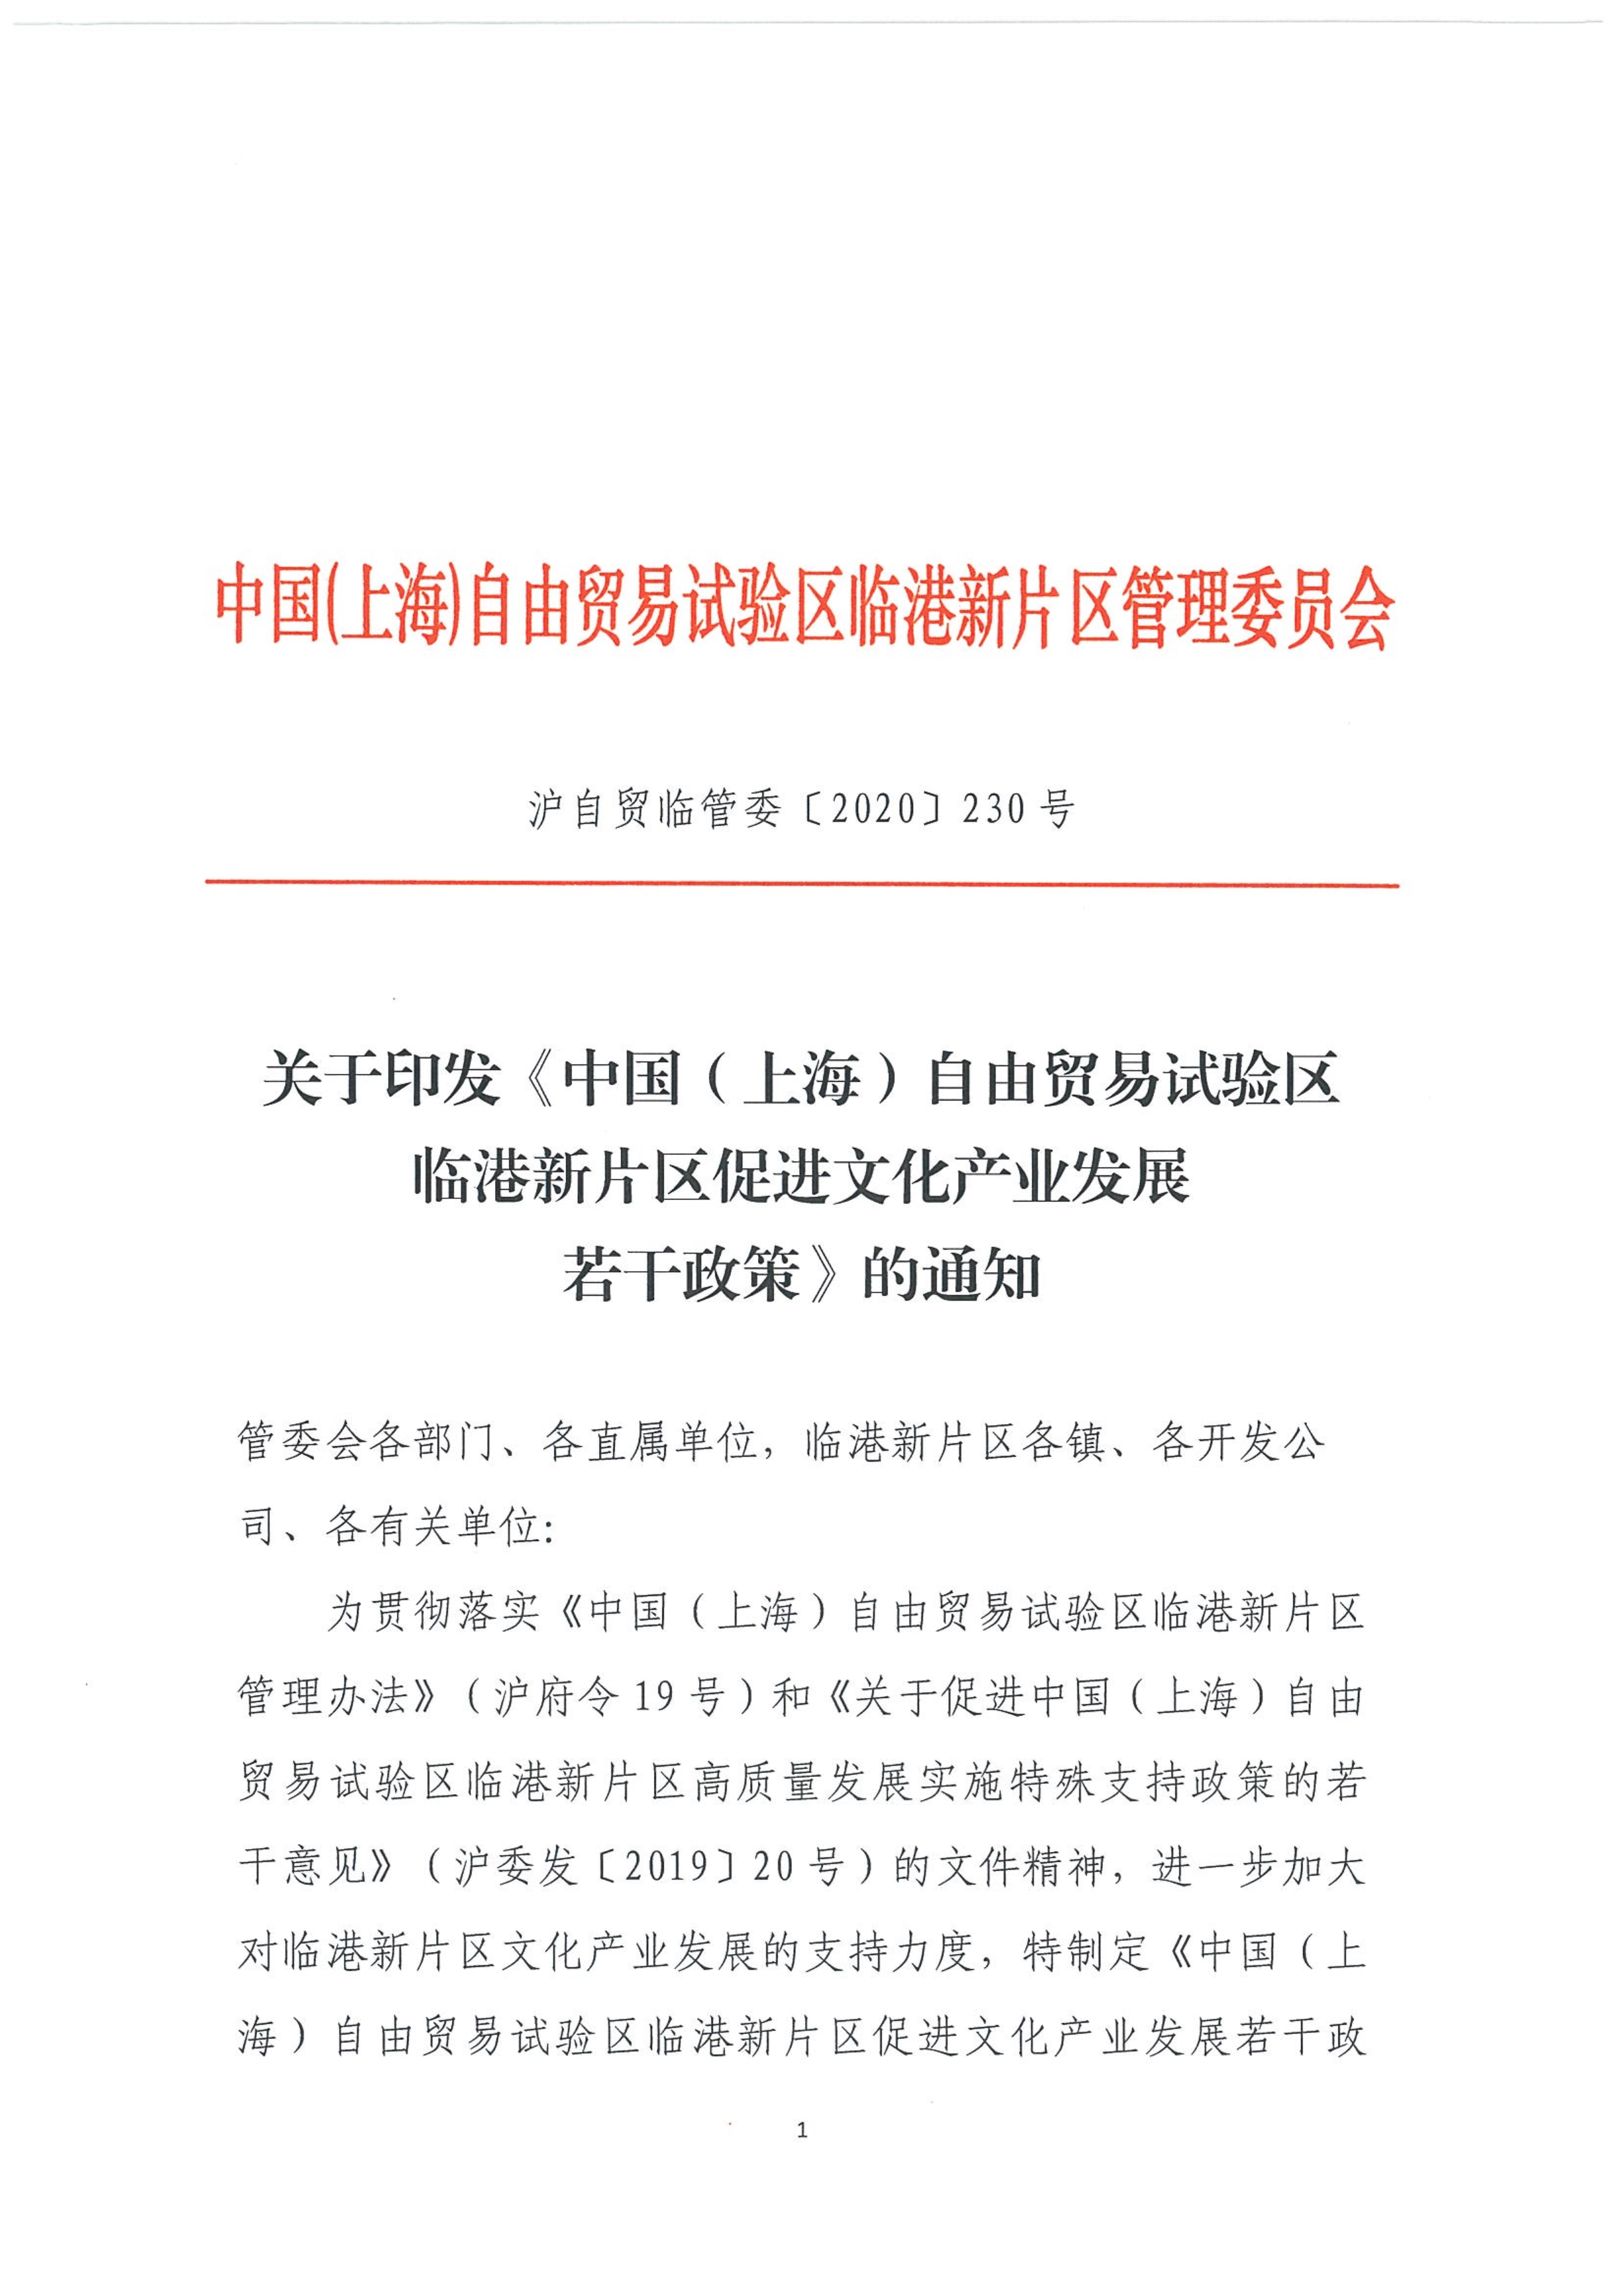 中国(上海)自由贸易试验区临港新片区管理委员会
沪自贸临管委〔2020〕230号
关于印发《中国（上海）自由贸易试验区
临港新片区促进文化产业发展
若干政策》的通知
管委会各部门、各直属单位，临港新片区各镇、各开发公
司、各有关单位：
为贯彻落实《中国（上海）自由贸易试验区临港新片区
管理办法》（沪府令19号）和《关于促进中国（上海）自由
贸易试验区临港新片区高质量发展实施特殊支持政策的若
干意见》（沪委发〔2019〕20号）的文件精神，进一步加大
对临港新片区文化产业发展的支持力度，特制定《中国（上
海）自由贸易试验区临港新片区促进文化产业发展若干政
1